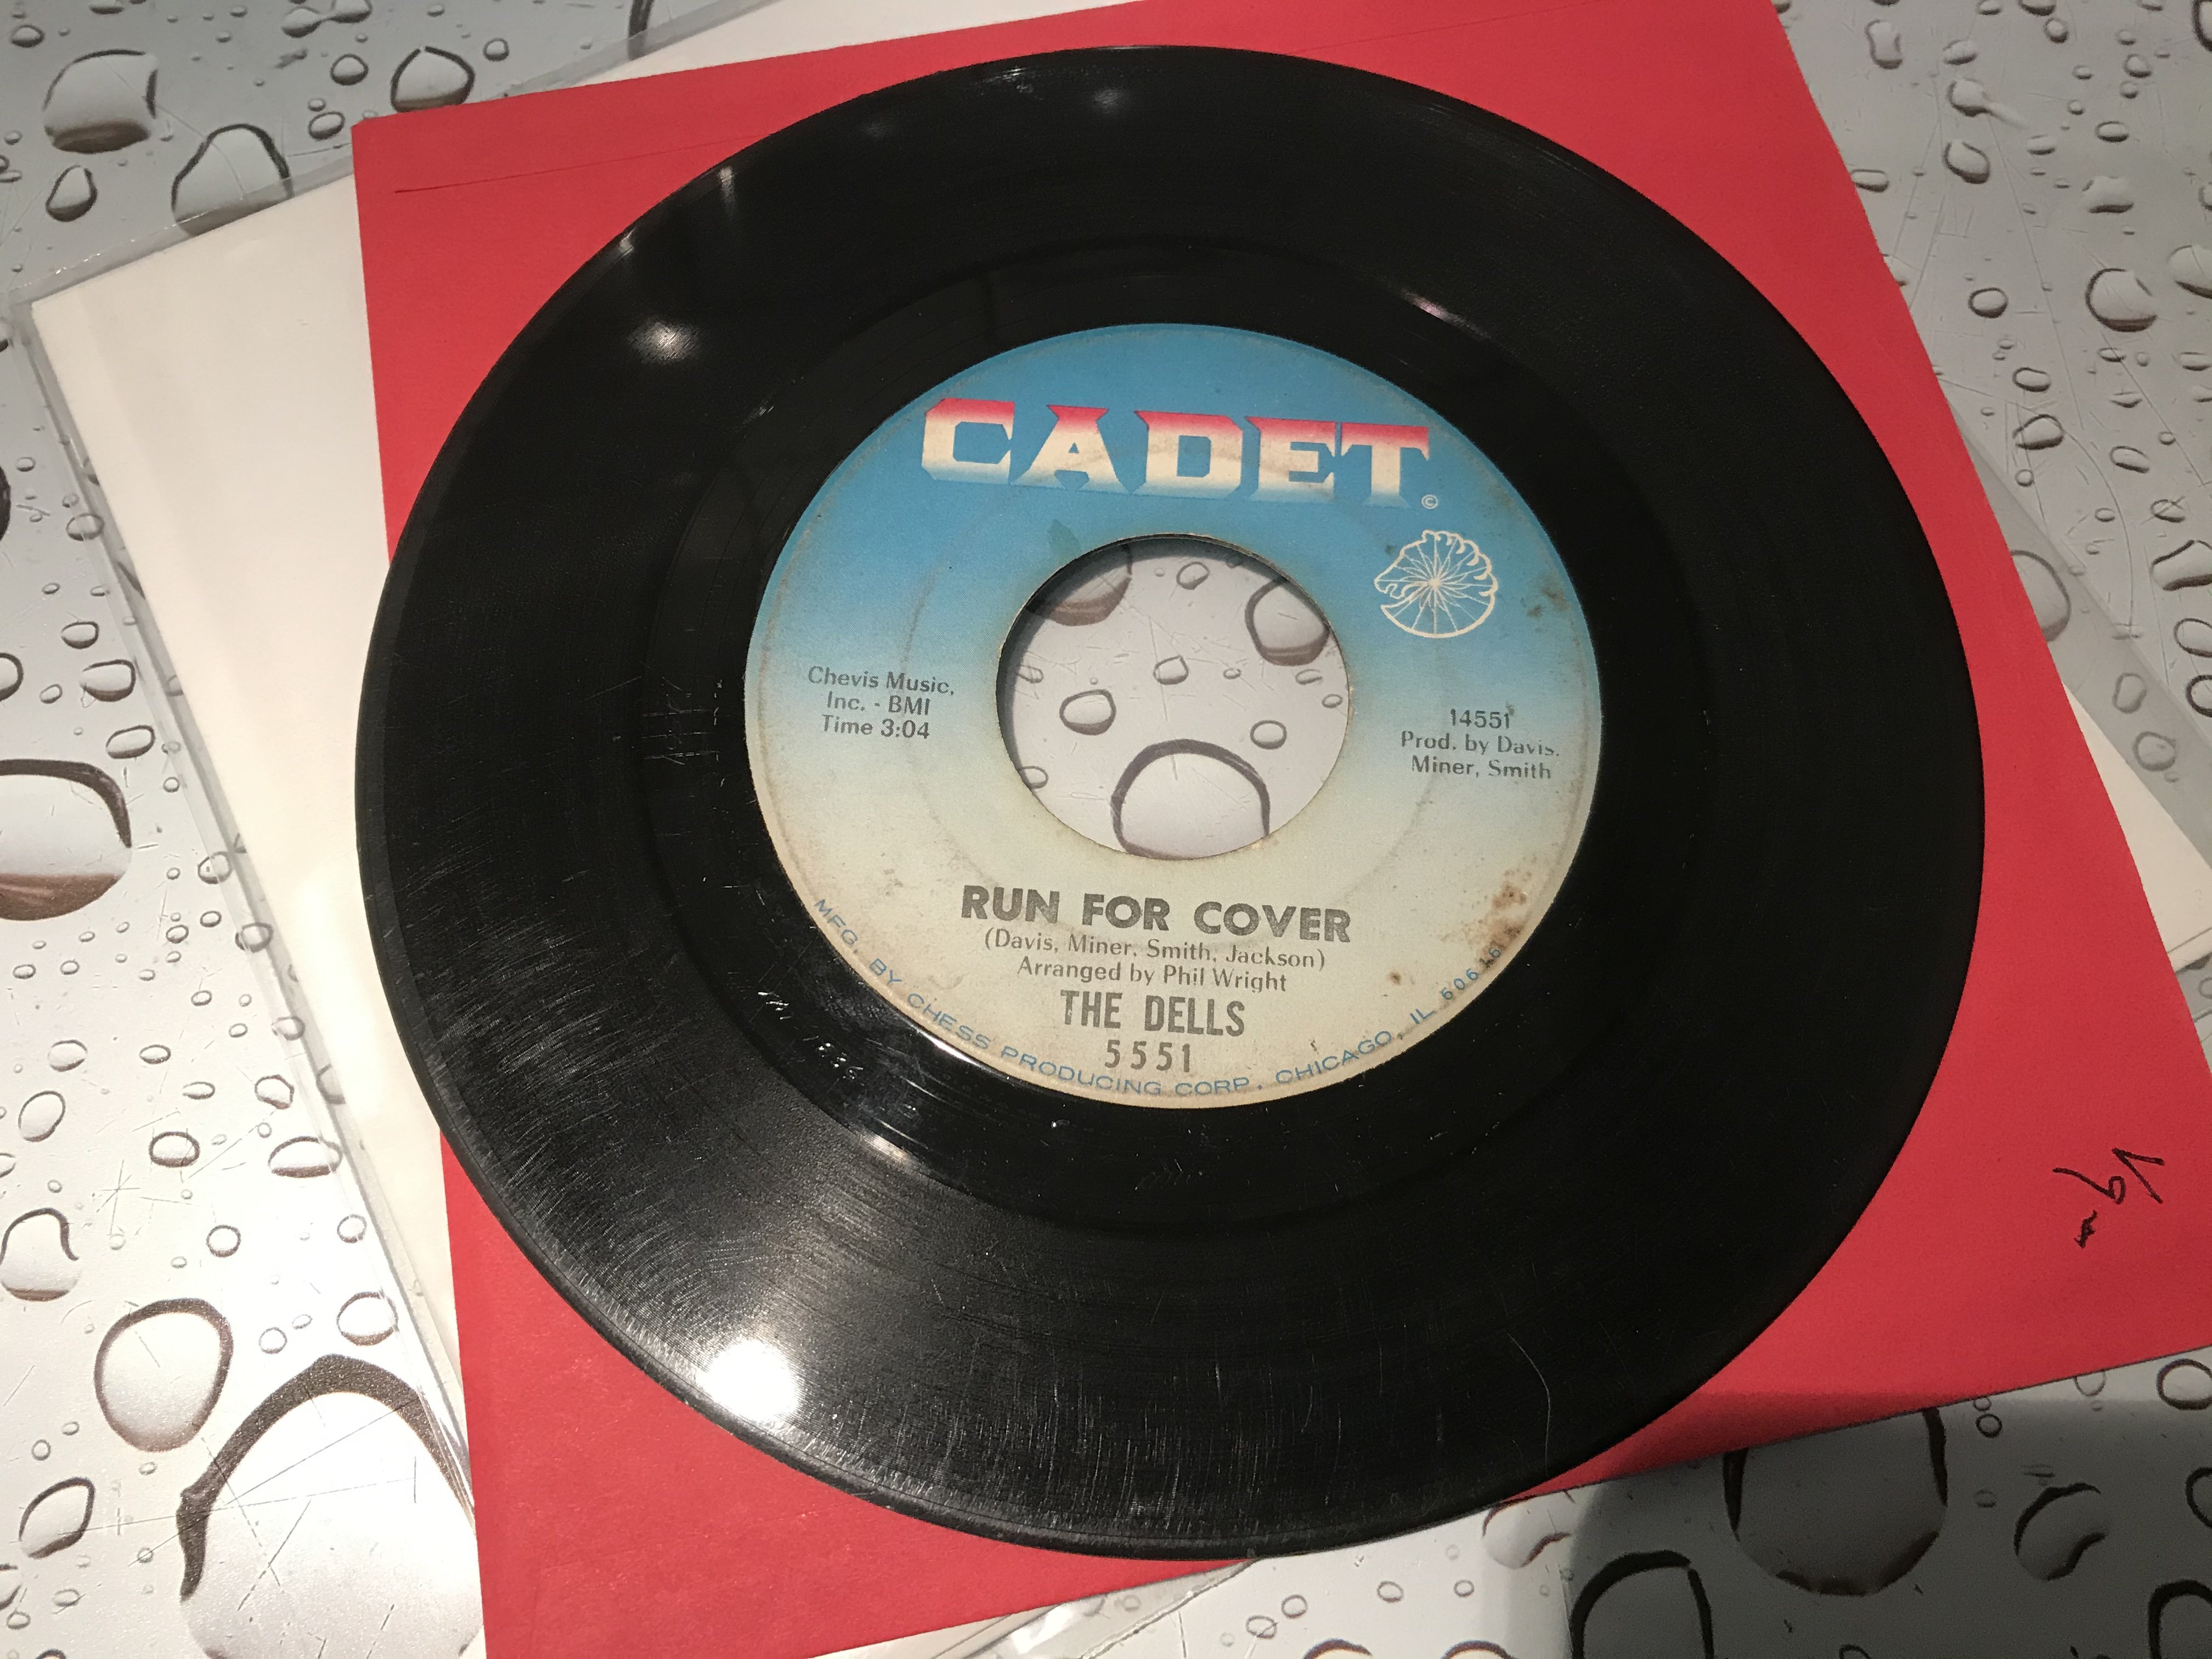 CADET
©
Chevis Music,
Inc. - BMI
Time 3:04
14551
Prod. by Davis,
Miner, Smith
RUN FOR COVER
(Davis, Miner, Smith, Jackson)
Arranged by Phil Wright
THE DELLS
5551
MFG. BY CHESS PRODUCING CORP., CHICAGO, IL 60616
Vg-